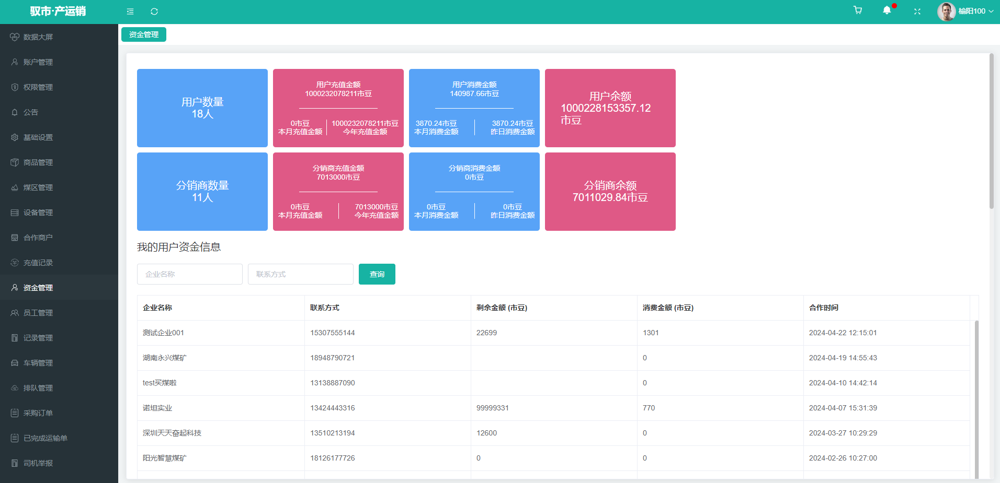 驭市·产运销
榆阳100
数据大屏
账户管理
权限管理
公告
基础设置
商品管理
煤区管理
设备管理
合作商户
充值记录
资金管理
员工管理
记录管理
车辆管理
排队管理
采购订单
已完成运输单
司机举报
资金管理
用户数量
18人
用户充值金额
1000232078211市豆
0市豆
本月充值金额
1000232078211市豆
今年充值金额
用户消费金额
140987.66市豆
3870.24市豆
本月消费金额
3870.24市豆
昨日消费金额
用户余额
1000228153357.12
市豆
分销商数量
11人
分销商充值金额
7013000市豆
0市豆
本月充值金额
7013000市豆
今年充值金额
分销商消费金额
0市豆
0市豆
本月消费金额
0市豆
昨日消费金额
分销商余额
7011029.84市豆
我的用户资金信息
企业名称 联系方式 查询
企业名称 联系方式 剩余金额 (市豆) 消费金额 (市豆) 合作时间
测试企业001 15307555144 22699 1301 2024-04-22 12:15:01
湖南永兴煤矿 18948790721 0 2024-04-19 14:55:43
test买煤啦 13138887090 0 2024-04-10 14:42:14
诺坦实业 13424443316 99999331 770 2024-04-07 15:31:39
深圳天天奋起科技 13510213194 12600 0 2024-03-27 10:29:29
阳光智慧煤矿 18126177726 0 0 2024-02-26 10:27:00